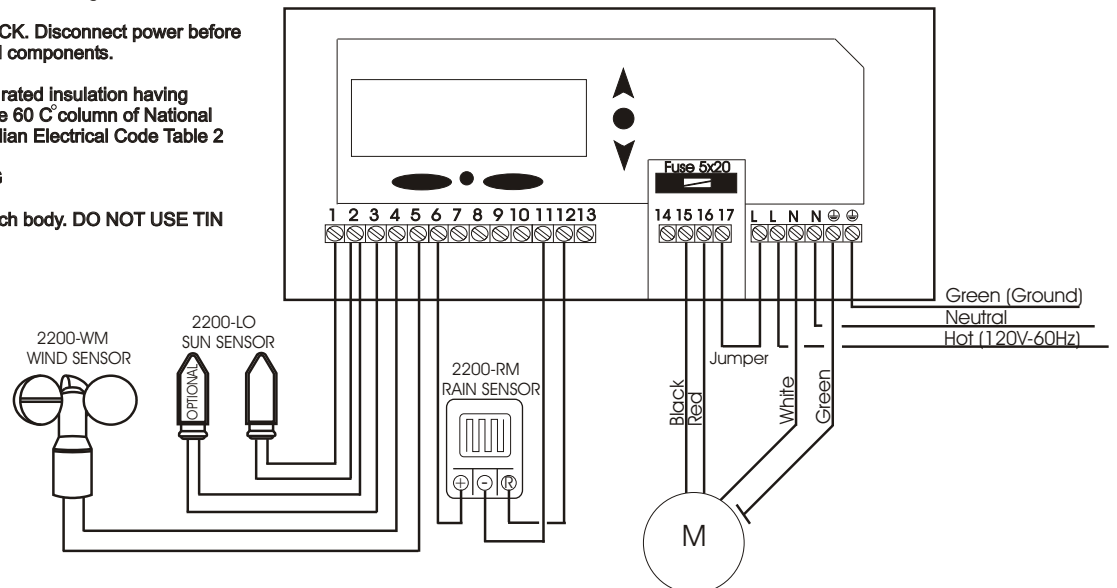 CK. Disconnect power before
components.
rated insulation having
e 60 C° column of National
dian Electrical Code Table 2
ch body. DO NOT USE TIN
Fuse 5x20
1 2 3 4 5 6 7 8 9 10 11 12 13
14 15 16 17
L L N N
Green (Ground)
Neutral
Hot (120V-60Hz)
Jumper
2200-WM
WIND SENSOR
2200-LO
SUN SENSOR
OPTIONAL
2200-RM
RAIN SENSOR
+ - R
Black
Red
White
Green
M